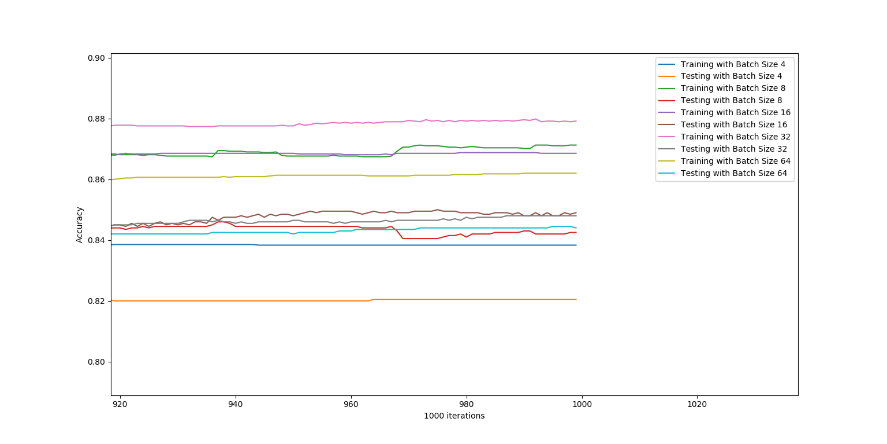 0.90
0.88
0.86
0.84
0.82
0.80
Accuracy
920
940
960
980
1000
1020
1000 iterations
Training with Batch Size 4
Testing with Batch Size 4
Training with Batch Size 8
Testing with Batch Size 8
Training with Batch Size 16
Testing with Batch Size 16
Training with Batch Size 32
Testing with Batch Size 32
Training with Batch Size 64
Testing with Batch Size 64